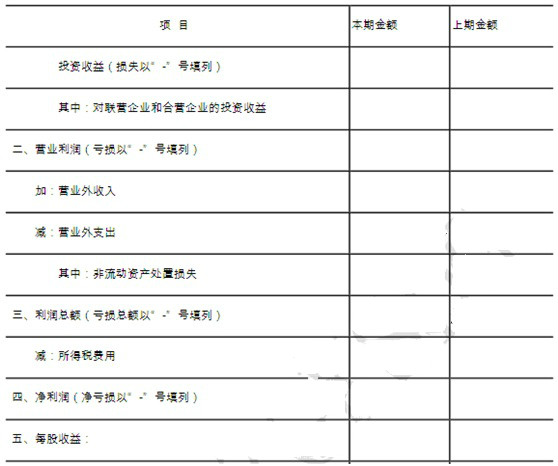 项 目 本期金额 上期金额
投资收益(损失以"-"号填列)
其中:对联营企业和合营企业的投资收益
二、营业利润(亏损以"-"号填列)
加:营业外收入
减:营业外支出
其中:非流动资产处置损失
三、利润总额(亏损总额以"-"号填列)
减:所得税费用
四、净利润(净亏损以"-"号填列)
五、每股收益: